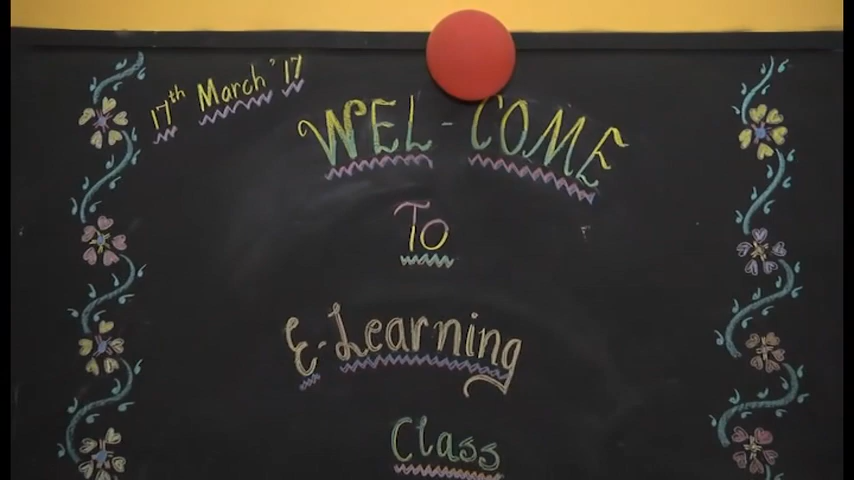 17th March '17
WEL-COME
To
E-Learning
Class